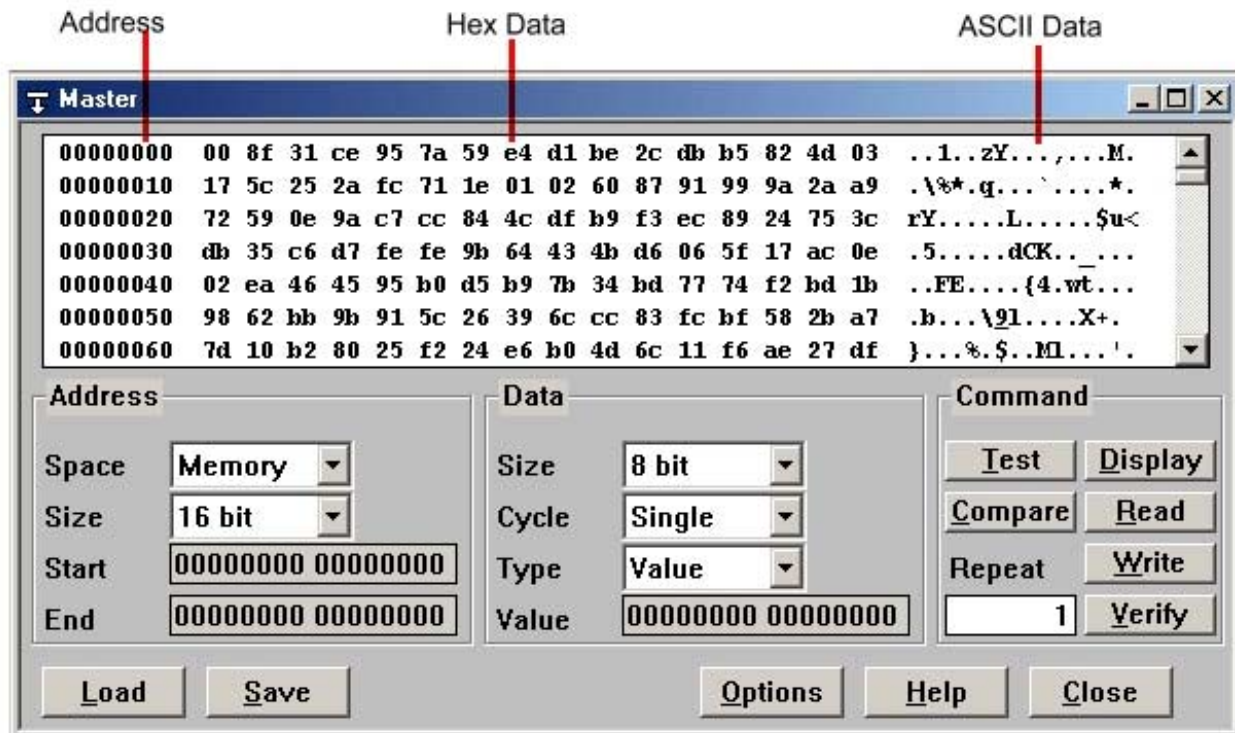 Address Hex Data ASCII Data
Master
00000000 00 8f 31 ce 95 7a 59 e4 d1 be 2c db b5 82 4d 03 ..1..zY...,...M.
00000010 17 5c 25 2a fc 71 1e 01 02 60 87 91 99 9a 2a a9 .\%*.q...`....*.
00000020 72 59 0e 9a c7 cc 84 4c df b9 f3 ec 89 24 75 3c rY.....L.....$u<
00000030 db 35 c6 d7 fe fe 9b 64 43 4b d6 06 5f 17 ac 0e .5.....dCK.._...
00000040 02 ea 46 45 95 b0 d5 b9 7b 34 bd 77 74 f2 bd 1b ..FE....{4.wt...
00000050 98 62 bb 9b 91 5c 26 39 6c cc 83 fc bf 58 2b a7 .b...\9l....X+.
00000060 7d 10 b2 80 25 f2 24 e6 b0 4d 6c 11 f6 ae 27 df }...%.$..Ml...'.
Address Data Command
Space Memory Size 8 bit Test Display
Size 16 bit Cycle Single Compare Read
Start 00000000 00000000 Type Value Repeat Write
End 00000000 00000000 Value 00000000 00000000 1 Verify
Load Save Options Help Close